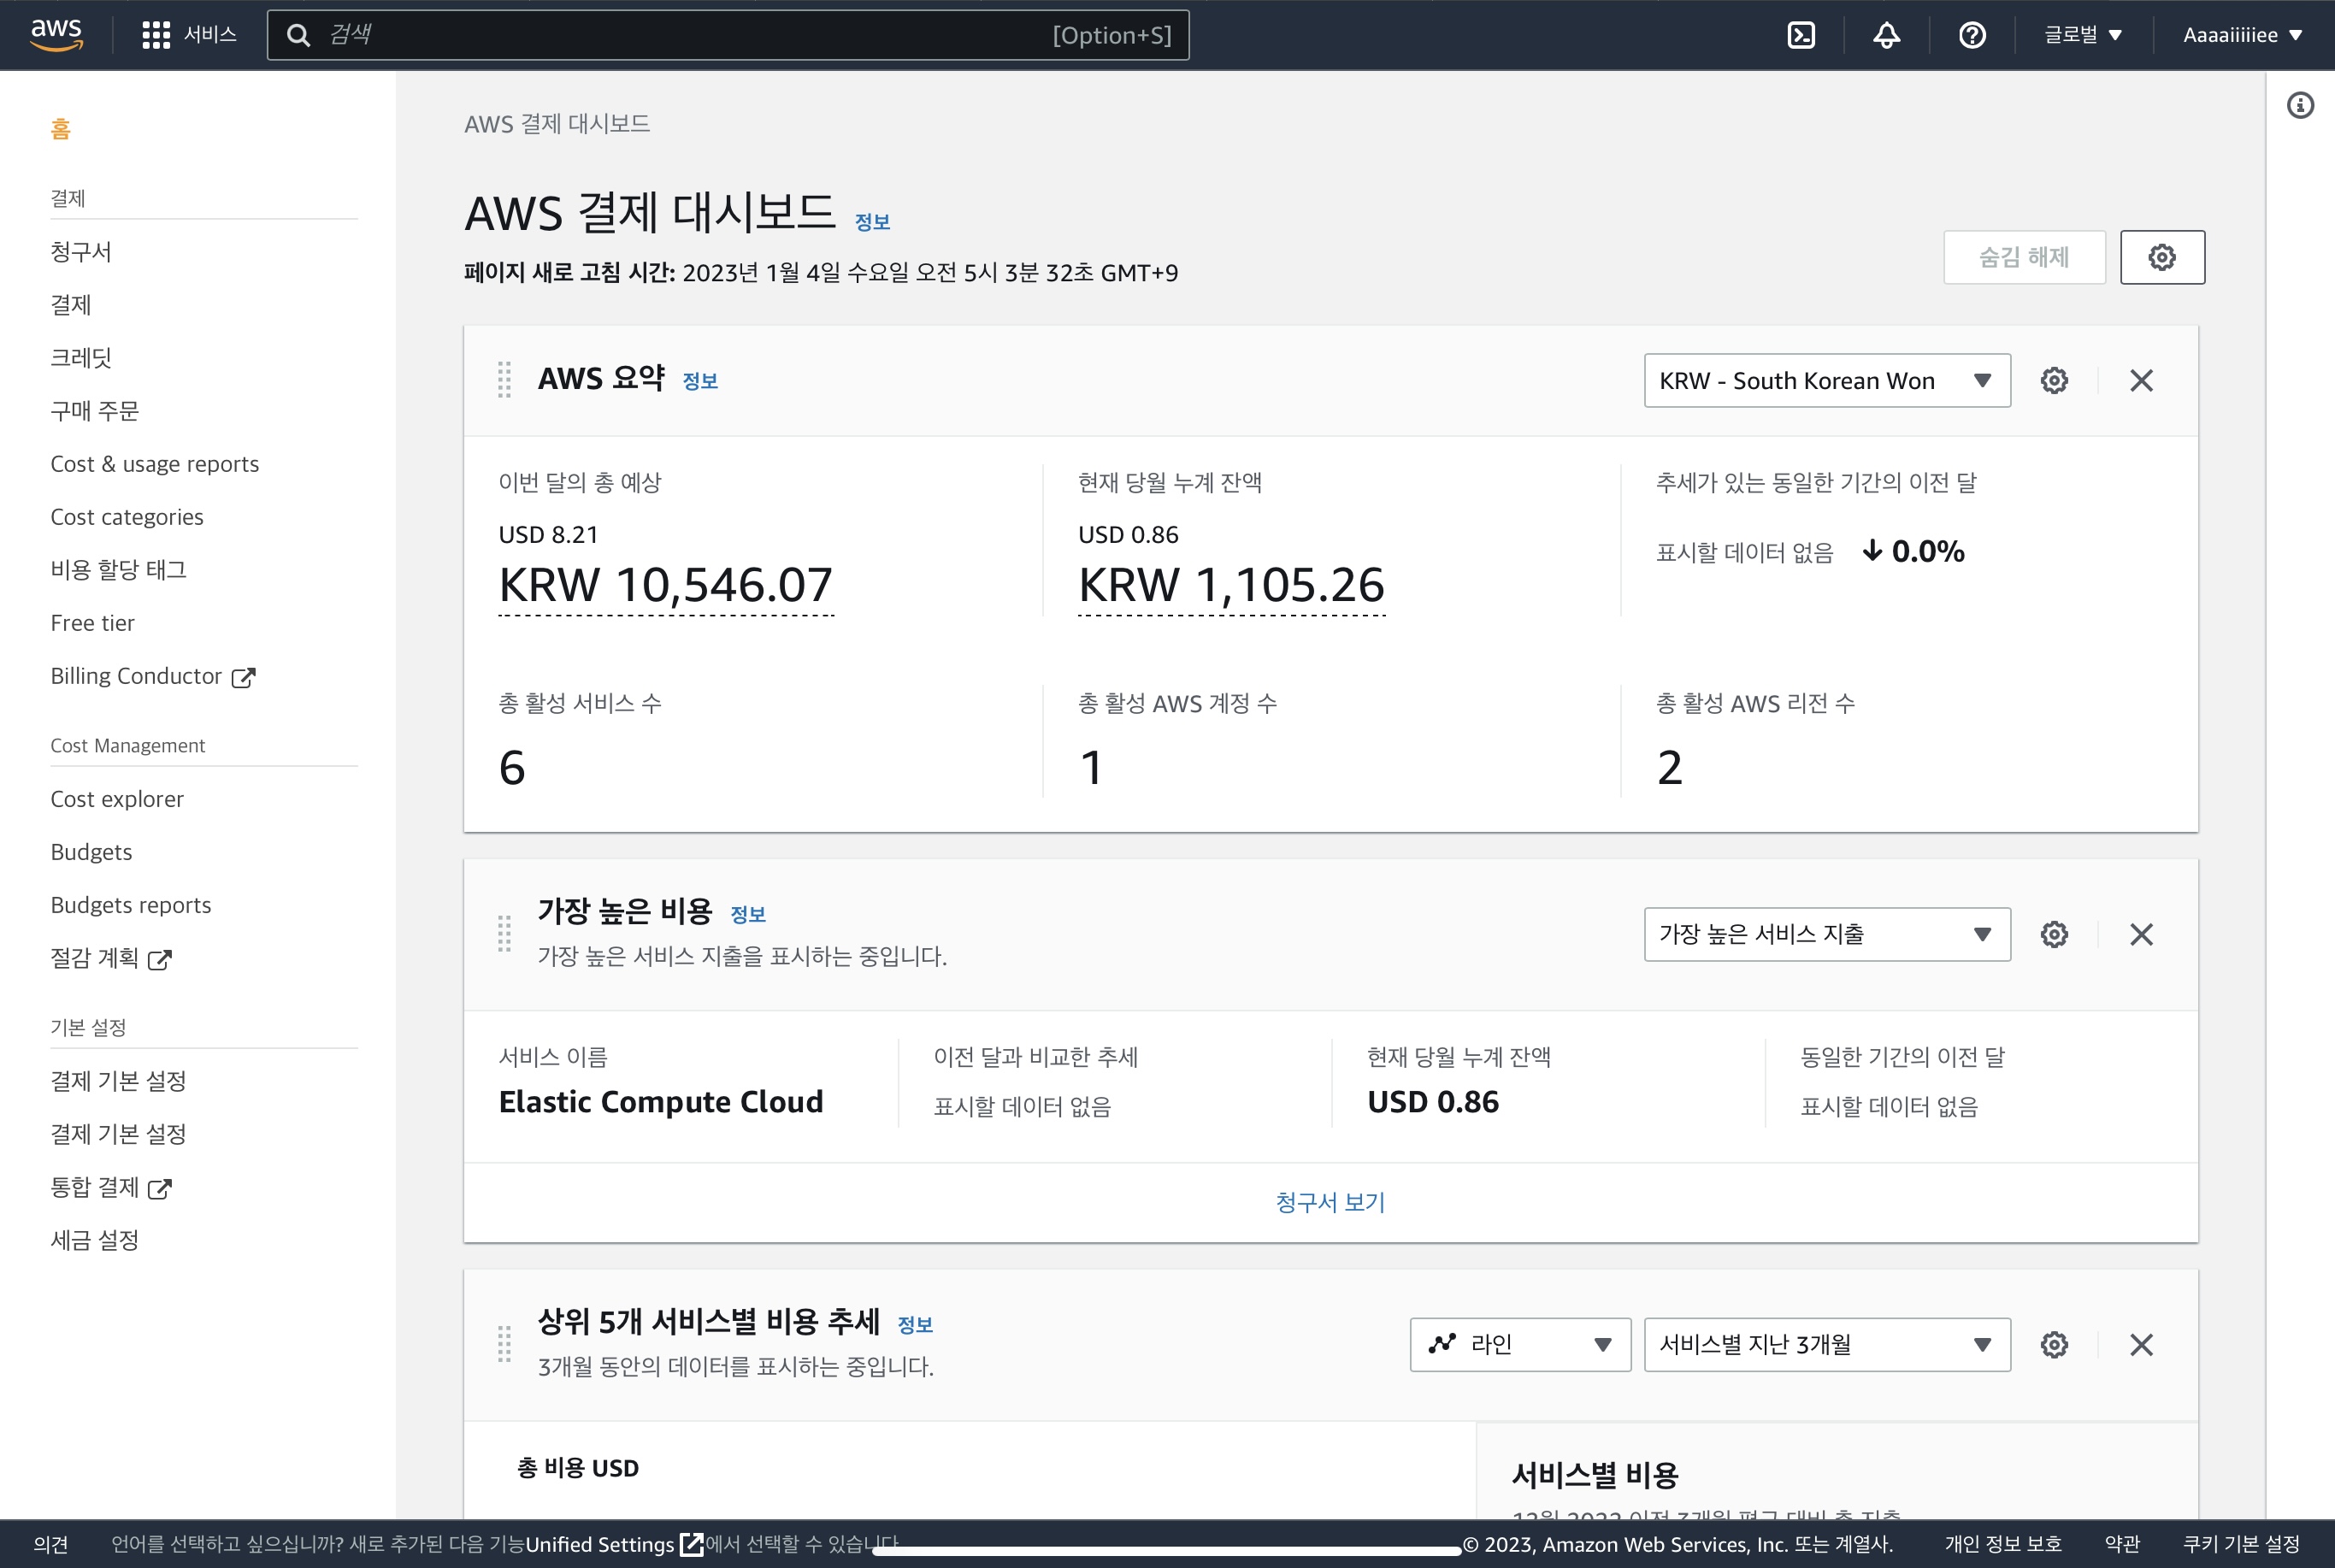 aws
서비스
검색
[Option+S]
글로벌
Aaaaiiiiiee
홈
결제
청구서
결제
크레딧
구매 주문
Cost & usage reports
Cost categories
비용 할당 태그
Free tier
Billing Conductor
Cost Management
Cost explorer
Budgets
Budgets reports
절감 계획
기본 설정
결제 기본 설정
결제 기본 설정
통합 결제
세금 설정
AWS 결제 대시보드
AWS 결제 대시보드 정보
페이지 새로 고침 시간: 2023년 1월 4일 수요일 오전 5시 3분 32초 GMT+9
숨김 해제
AWS 요약 정보
KRW - South Korean Won
이번 달의 총 예상
USD 8.21
KRW 10,546.07
현재 당월 누계 잔액
USD 0.86
KRW 1,105.26
추세가 있는 동일한 기간의 이전 달
표시할 데이터 없음 0.0%
총 활성 서비스 수
6
총 활성 AWS 계정 수
1
총 활성 AWS 리전 수
2
가장 높은 비용 정보
가장 높은 서비스 지출을 표시하는 중입니다.
가장 높은 서비스 지출
서비스 이름
Elastic Compute Cloud
이전 달과 비교한 추세
표시할 데이터 없음
현재 당월 누계 잔액
USD 0.86
동일한 기간의 이전 달
표시할 데이터 없음
청구서 보기
상위 5개 서비스별 비용 추세 정보
3개월 동안의 데이터를 표시하는 중입니다.
라인
서비스별 지난 3개월
총 비용 USD
서비스별 비용
의견
언어를 선택하고 싶으십니까? 새로 추가된 다음 기능Unified Settings에서 선택할 수 있습니다
© 2023, Amazon Web Services, Inc. 또는 계열사.
개인 정보 보호
약관
쿠키 기본 설정